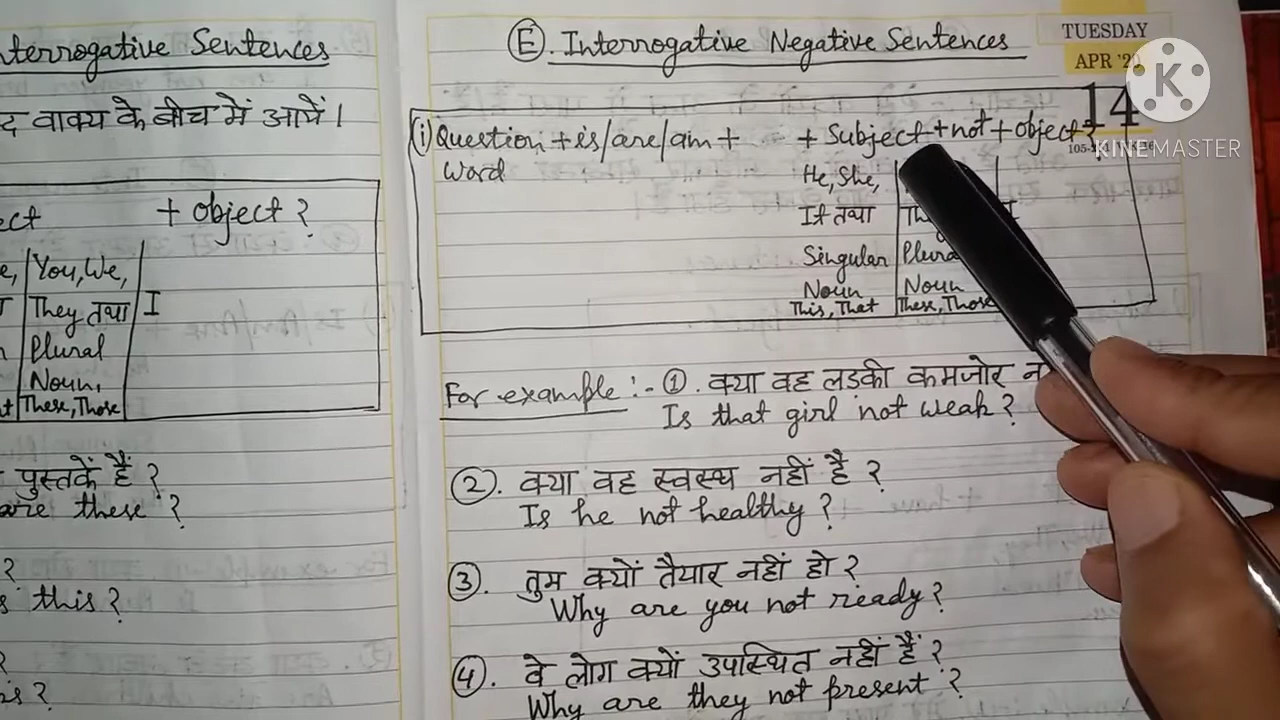 nterrogative Sentences
द वाक्य के बीच में आयें।
ect + object ?
e, You, We,
They तथा I
Plural
Noun,
These, Those
पुस्तकें हैं ?
are these ?
?
s this ?
?
is ?
TUESDAY
APR '20
14
K
KINEMASTER
(E). Interrogative Negative Sentences
(i) Question + is/are/am + + Subject + not + object ?
Word
He, She,
It तथा I
Singular Plura
Noun Noun
This, That These, Those
For example :- (1). क्या वह लड़की कमजोर न
Is that girl not weak ?
(2). क्या वह स्वस्थ नहीं है ?
Is he not healthy ?
(3). तुम क्यों तैयार नहीं हो ?
Why are you not ready ?
(4). वे लोग क्यों उपस्थित नहीं हैं ?
Why are they not present ?